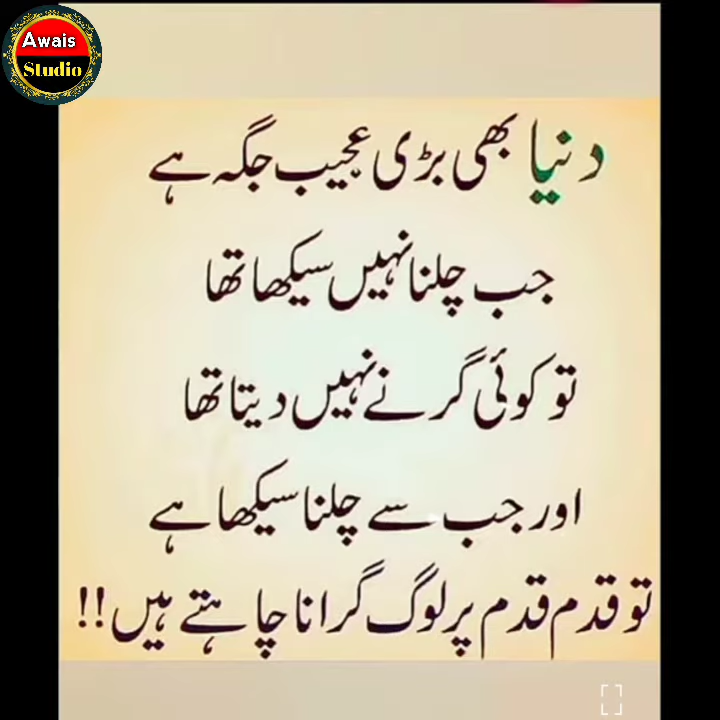 Awais
Studio
دنیا بھی بڑی عجیب جگہ ہے
جب چلنا نہیں سیکھا تھا
تو کوئی گرنے نہیں دیتا تھا
اور جب سے چلنا سیکھا ہے
تو قدم قدم پر لوگ گرانا چاہتے ہیں!!